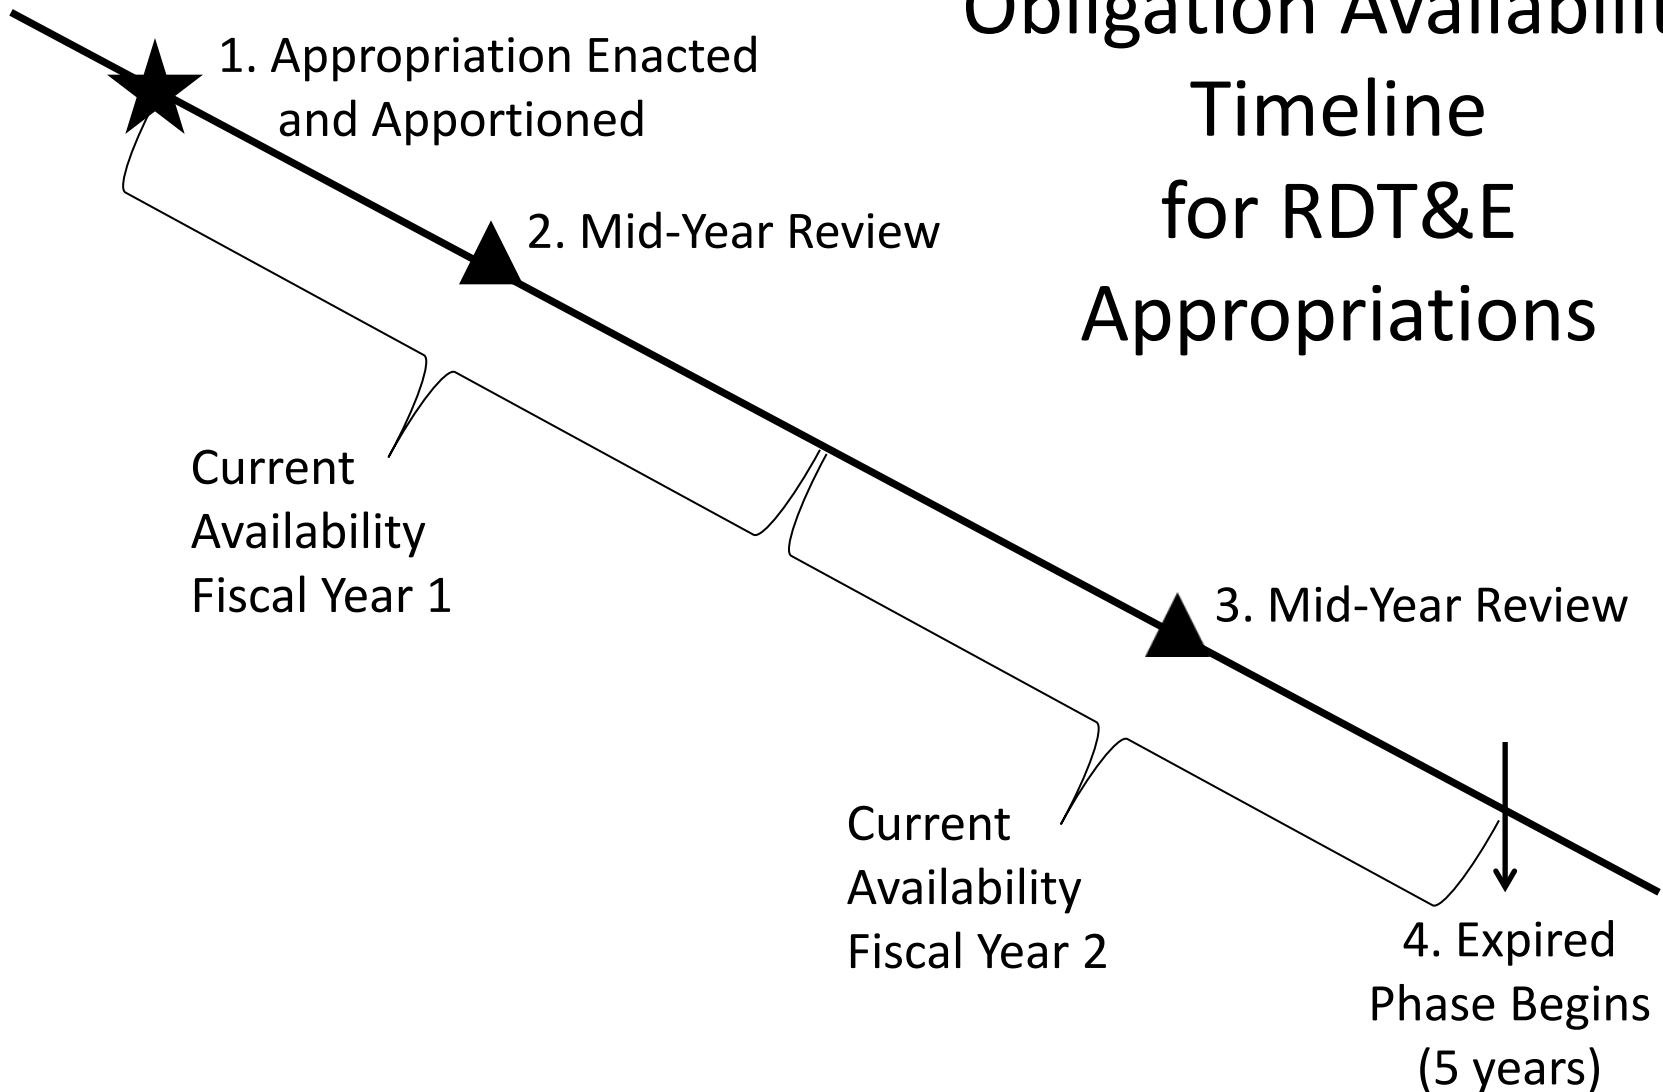 Obligation Availabilit
Timeline
for RDT&E
Appropriations
1. Appropriation Enacted
and Apportioned
2. Mid-Year Review
Current
Availability
Fiscal Year 1
3. Mid-Year Review
Current
Availability
Fiscal Year 2
4. Expired
Phase Begins
(5 years)